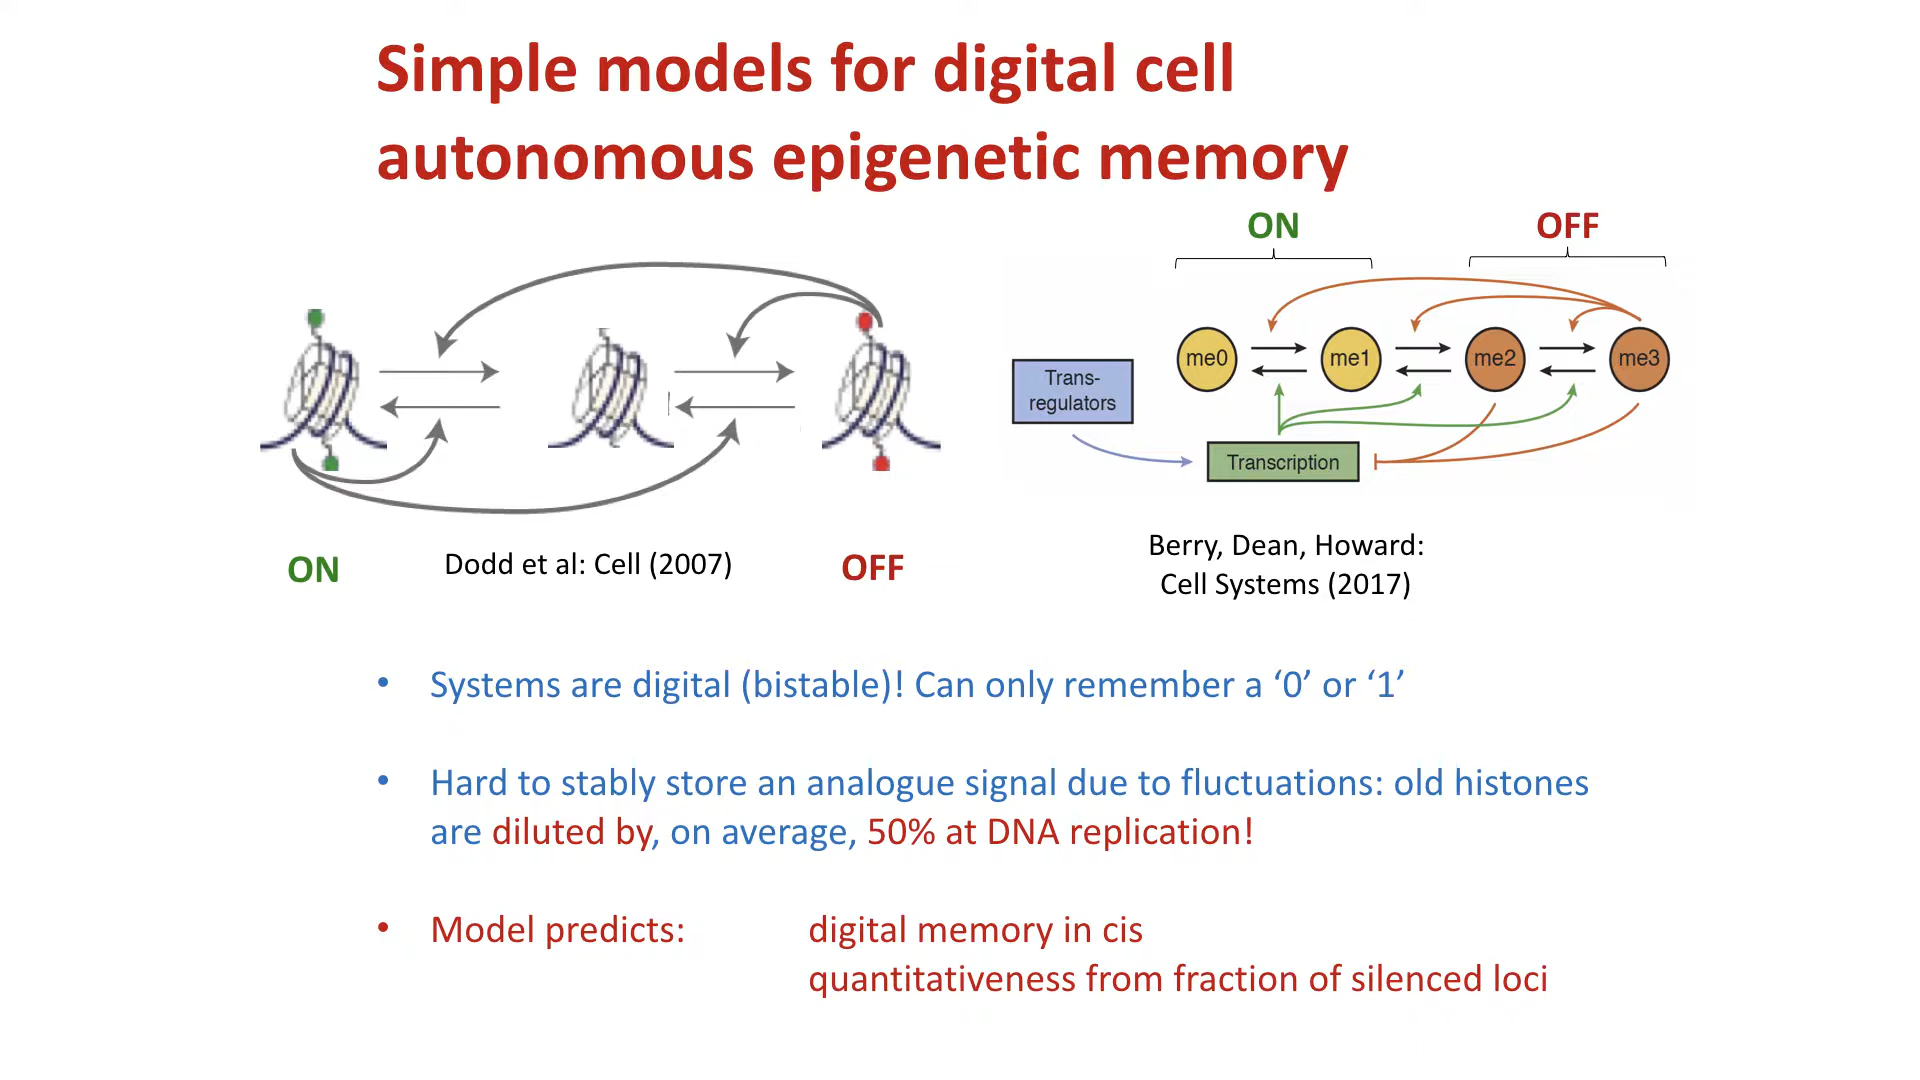 Simple models for digital cell
autonomous epigenetic memory
ON
OFF
me0
me1
me2
me3
Trans-
regulators
Transcription
ON
Dodd et al: Cell (2007)
OFF
Berry, Dean, Howard:
Cell Systems (2017)
• Systems are digital (bistable)! Can only remember a ‘0’ or ‘1’
• Hard to stably store an analogue signal due to fluctuations: old histones
are diluted by, on average, 50% at DNA replication!
• Model predicts: digital memory in cis
quantitativeness from fraction of silenced loci